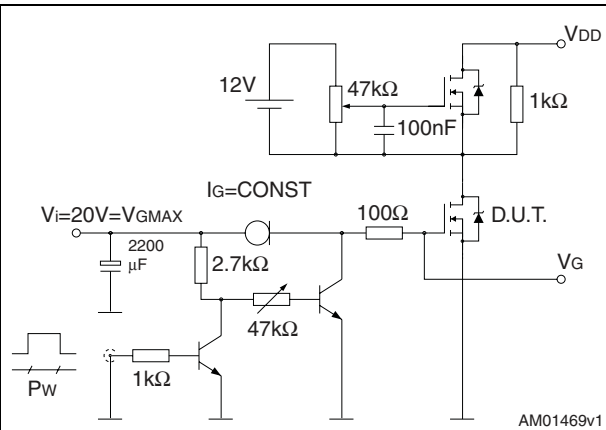 VDD
12V
47kΩ
100nF
1kΩ
IG=CONST
Vi=20V=VGMAX
100Ω
D.U.T.
2200
μF
2.7kΩ
VG
47kΩ
1kΩ
PW
AM01469v1